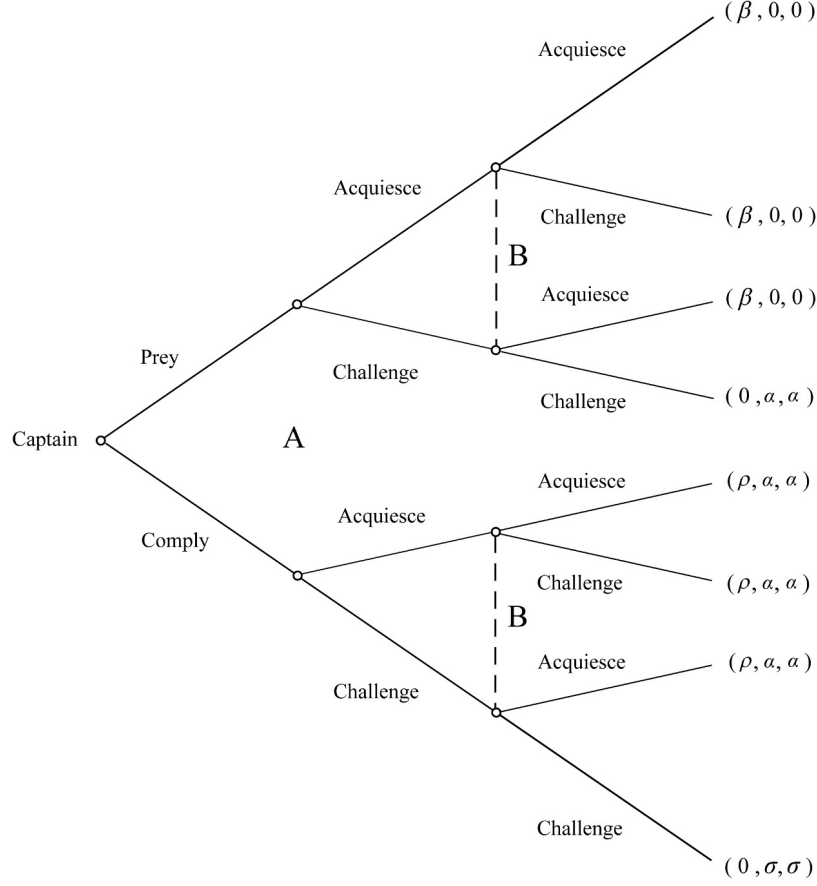 (β, 0, 0)
Acquiesce
Acquiesce
Challenge
(β, 0, 0)
B
Acquiesce
(β, 0, 0)
Prey
Challenge
Challenge
(0, α, α)
Captain
A
Acquiesce
(ρ, α, α)
Acquiesce
Comply
Challenge
(ρ, α, α)
B
Acquiesce
(ρ, α, α)
Challenge
Challenge
(0, σ, σ)